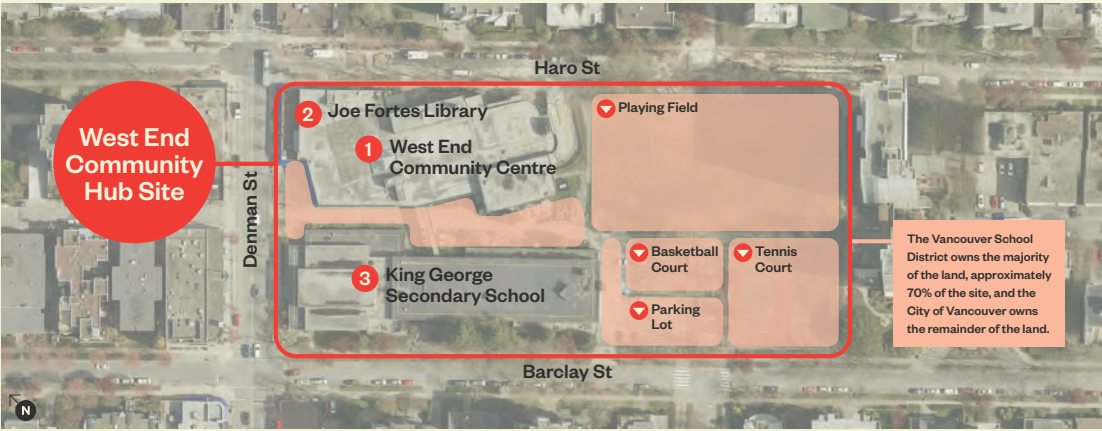 Haro St
West End
Community
Hub Site
2 Joe Fortes Library
1 West End
Community Centre
Playing Field
Denman St
3 King George
Secondary School
Basketball
Court
Tennis
Court
Parking
Lot
The Vancouver School
District owns the majority
of the land, approximately
70% of the site, and the
City of Vancouver owns
the remainder of the land.
Barclay St
N